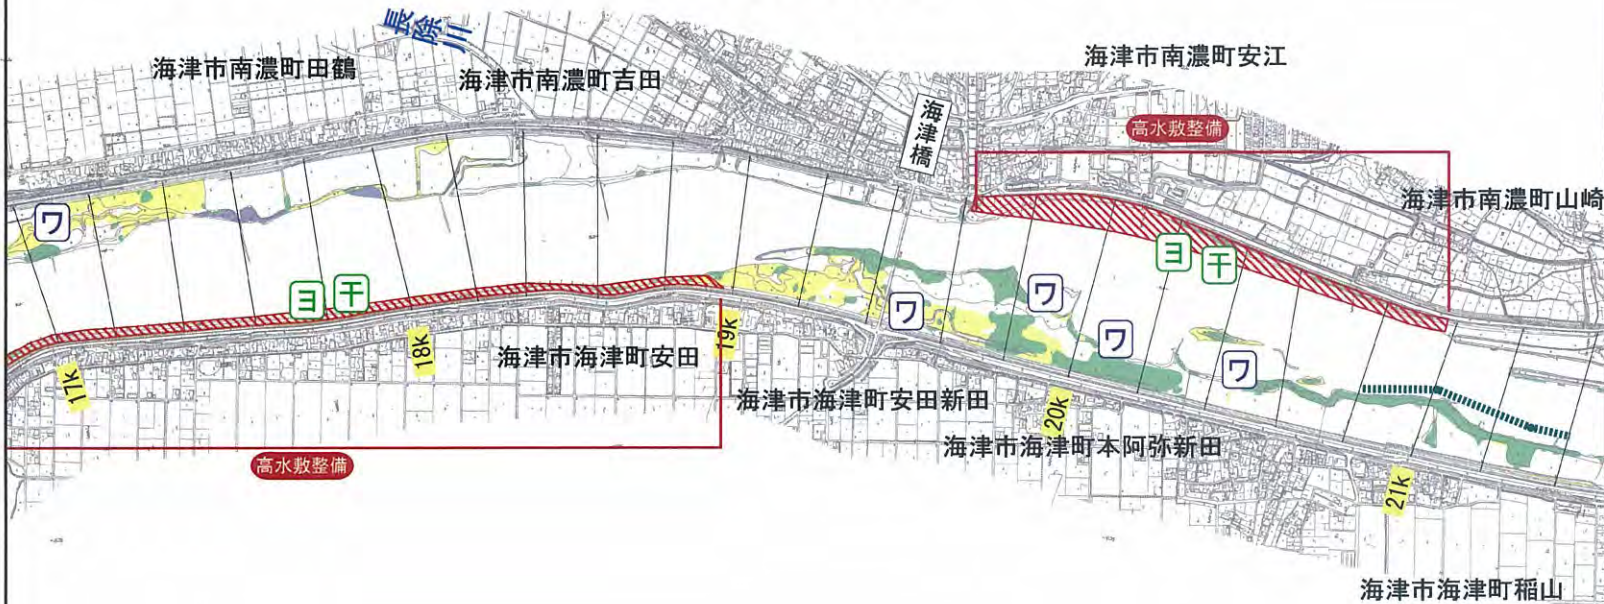 長除川
海津市南濃町田鶴
海津市南濃町吉田
海津橋
海津市南濃町安江
高水敷整備
海津市南濃町山崎
ワ
ヨ
干
ワ
ワ
ワ
ワ
ヨ
干
17k
18k
19k
20k
21k
海津市海津町安田
海津市海津町安田新田
海津市海津町本阿弥新田
高水敷整備
海津市海津町稲山